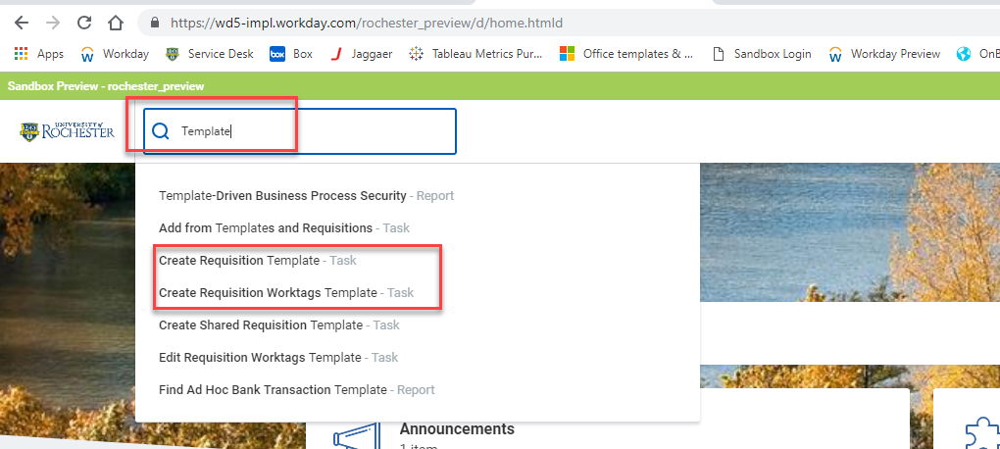 https://wd5-impl.workday.com/rochester_preview/d/home.htmld
Apps Workday Service Desk box Box Jaggaer Tableau Metrics Pur... Office templates & ... Sandbox Login Workday Preview OnB
Sandbox Preview - rochester_preview
UNIVERSITY of
ROCHESTER
Template
Template-Driven Business Process Security - Report
Add from Templates and Requisitions - Task
Create Requisition Template - Task
Create Requisition Worktags Template - Task
Create Shared Requisition Template - Task
Edit Requisition Worktags Template - Task
Find Ad Hoc Bank Transaction Template - Report
Announcements
1 item